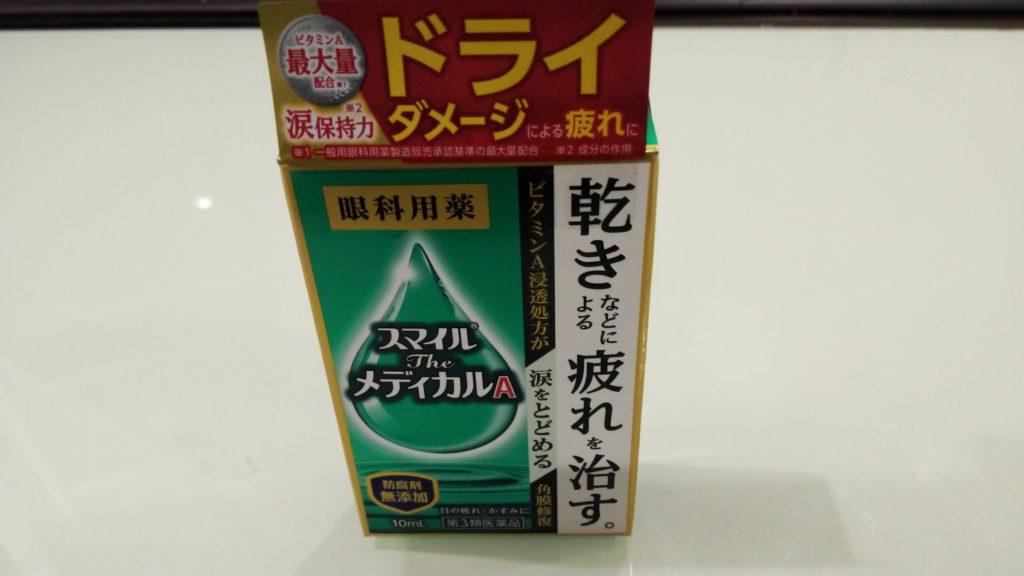 ビタミンA
最大量
配合※1
※2
涙保持力
ドライ
ダメージによる疲れに
※1 一般用眼科用薬製造販売承認基準の最大量配合 ※2 成分の作用
眼科用薬
スマイル®
The
メディカルA
防腐剤
無添加
目の疲れ・かすみに
10mL 第3類医薬品
ビタミンA浸透処方が
涙をとどめる
角膜修復
乾きなどによる疲れを治す。